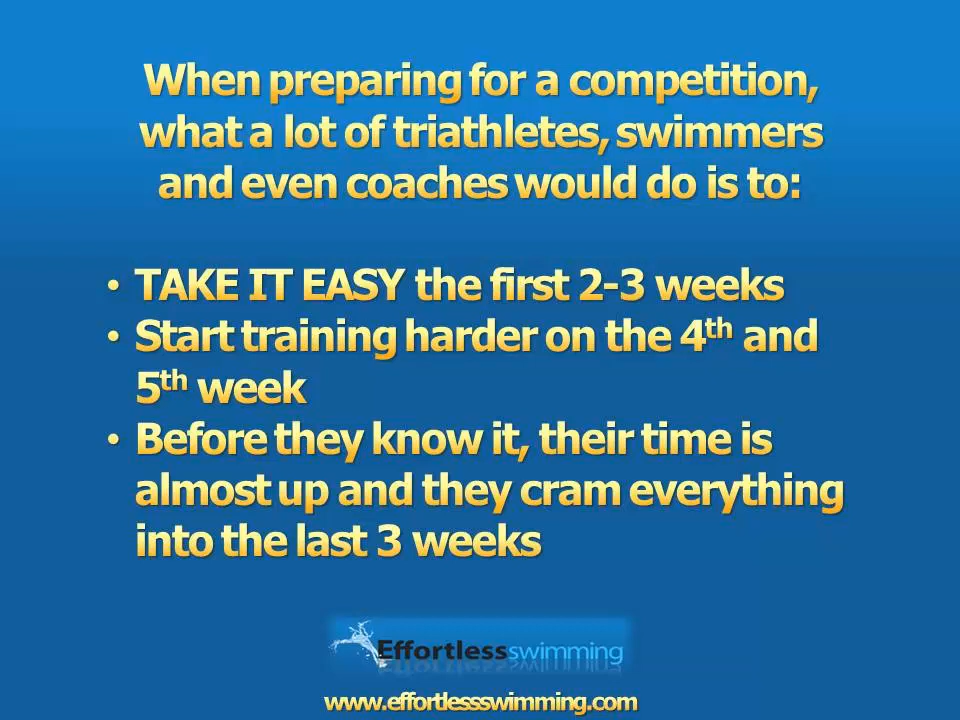 When preparing for a competition,
what a lot of triathletes, swimmers
and even coaches would do is to:
• TAKE IT EASY the first 2-3 weeks
• Start training harder on the 4th and
5th week
• Before they know it, their time is
almost up and they cram everything
into the last 3 weeks
Effortlessswimming
www.effortlessswimming.com